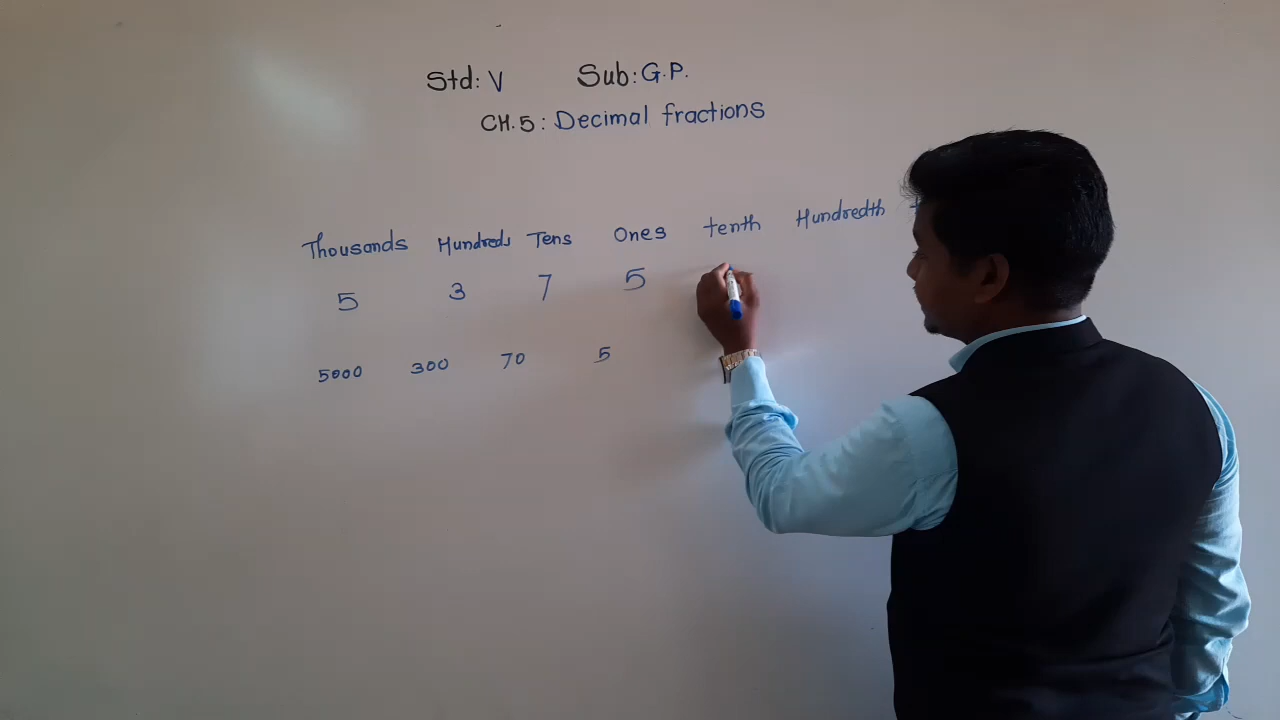 Std: V Sub: G.P.
CH.5: Decimal fractions
Thousands Hundreds Tens Ones tenth Hundredth
5 3 7 5
5000 300 70 5